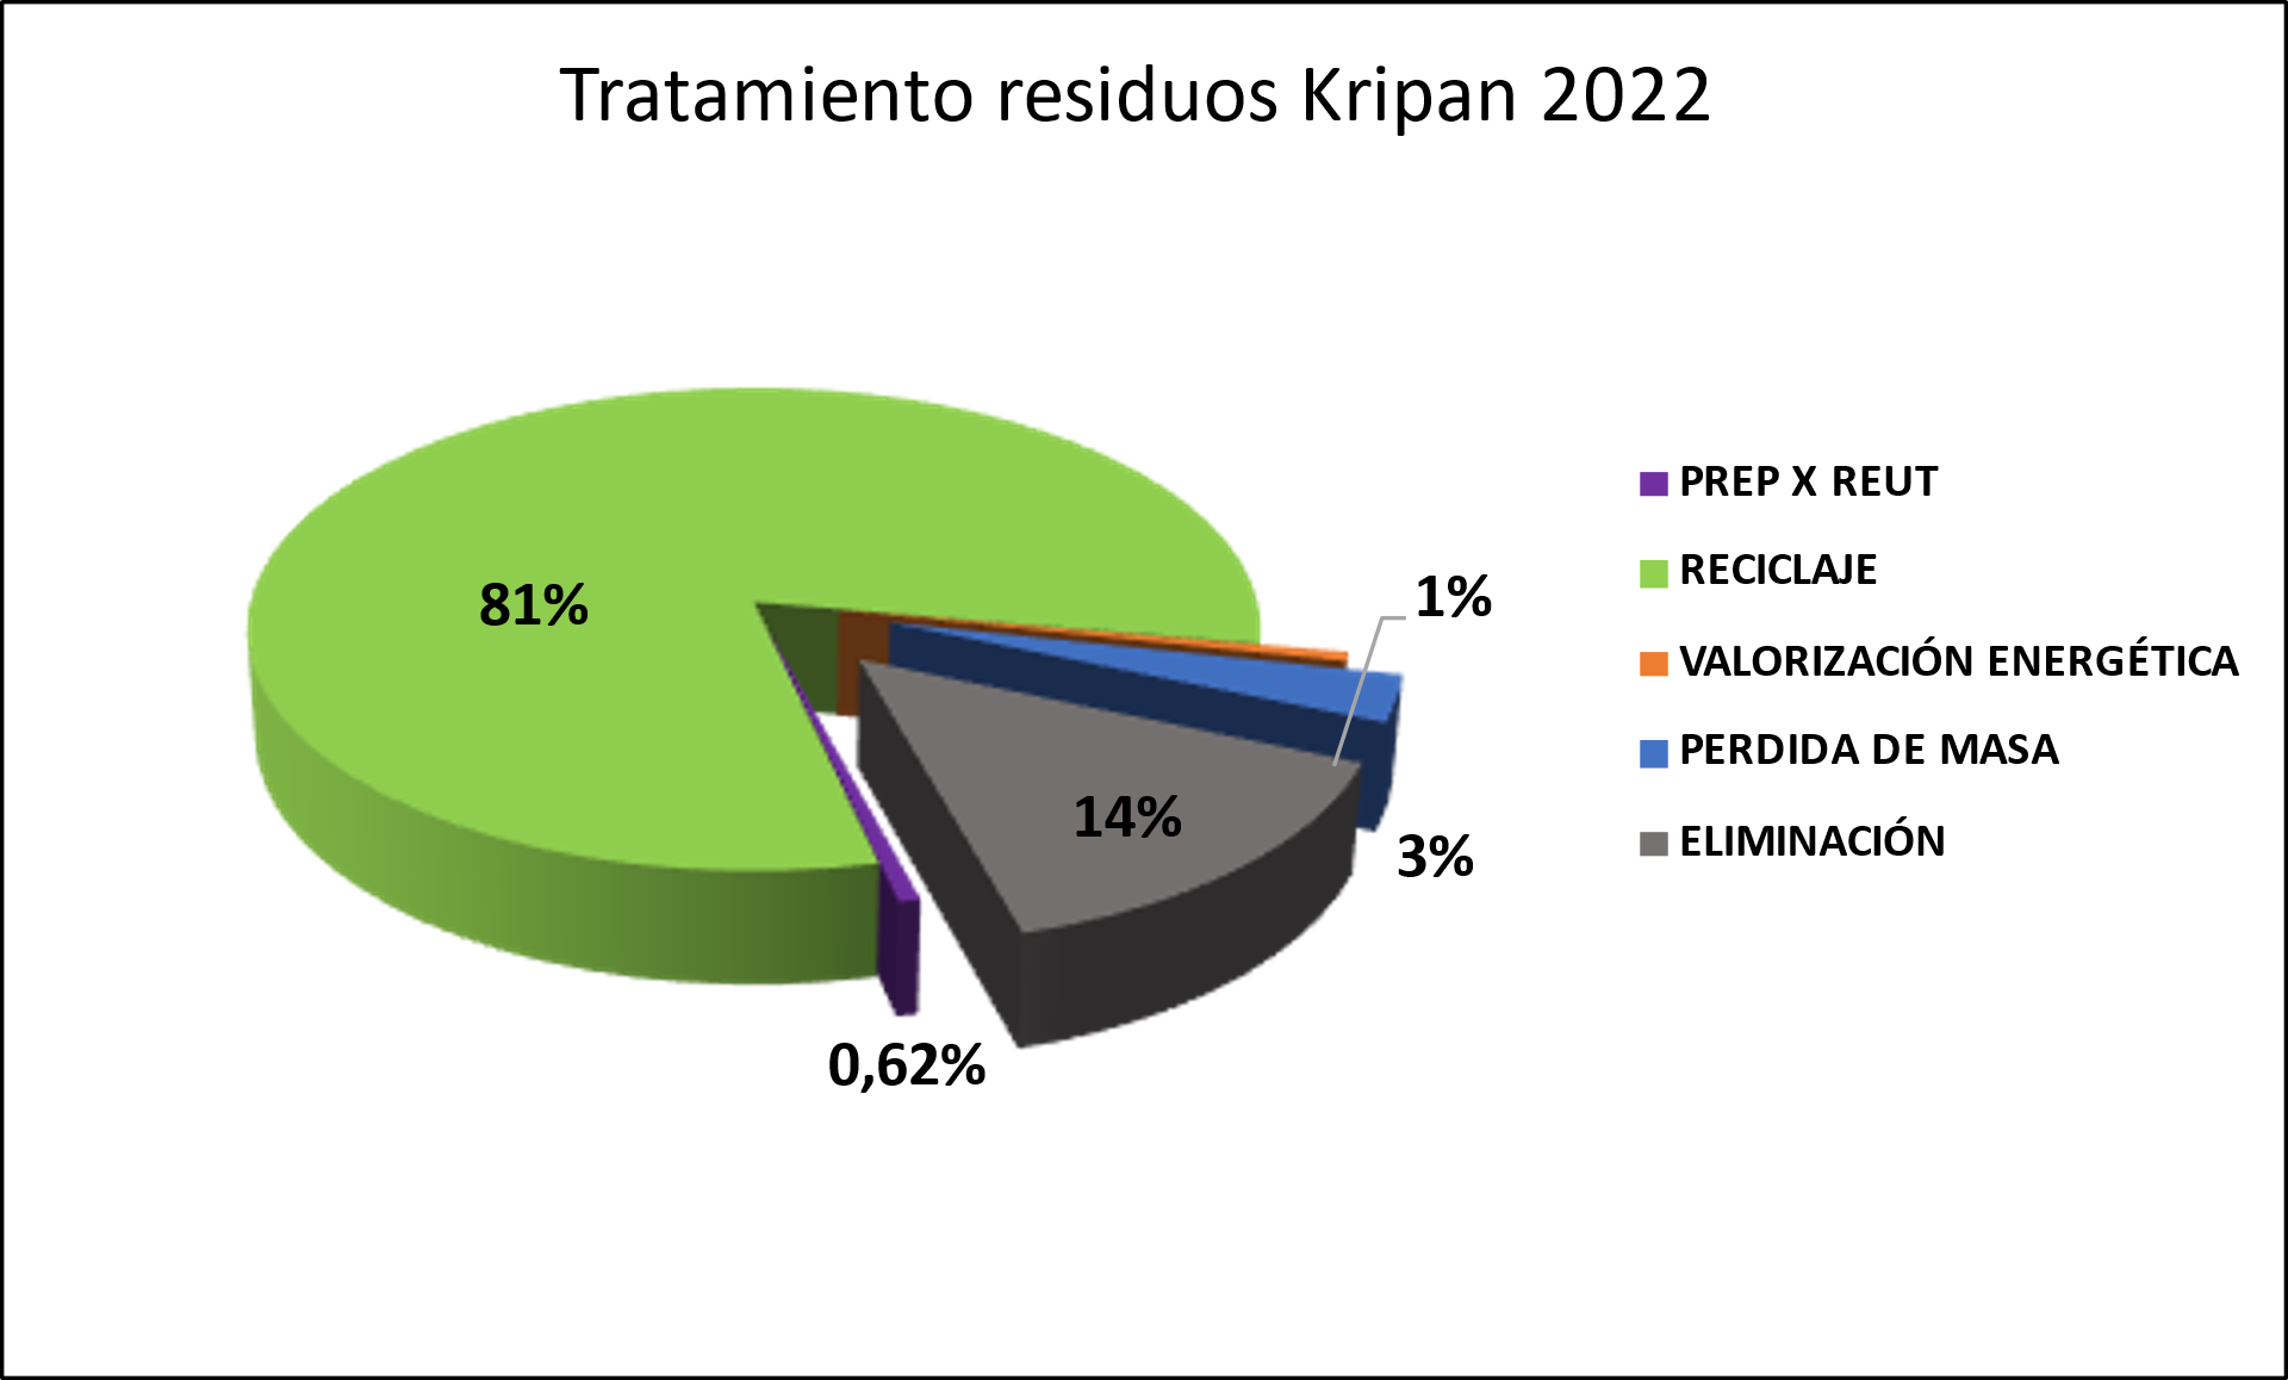 Tratamiento residuos Kripan 2022
81%
1%
14%
3%
0,62%
PREP X REUT
RECICLAJE
VALORIZACIÓN ENERGÉTICA
PERDIDA DE MASA
ELIMINACIÓN